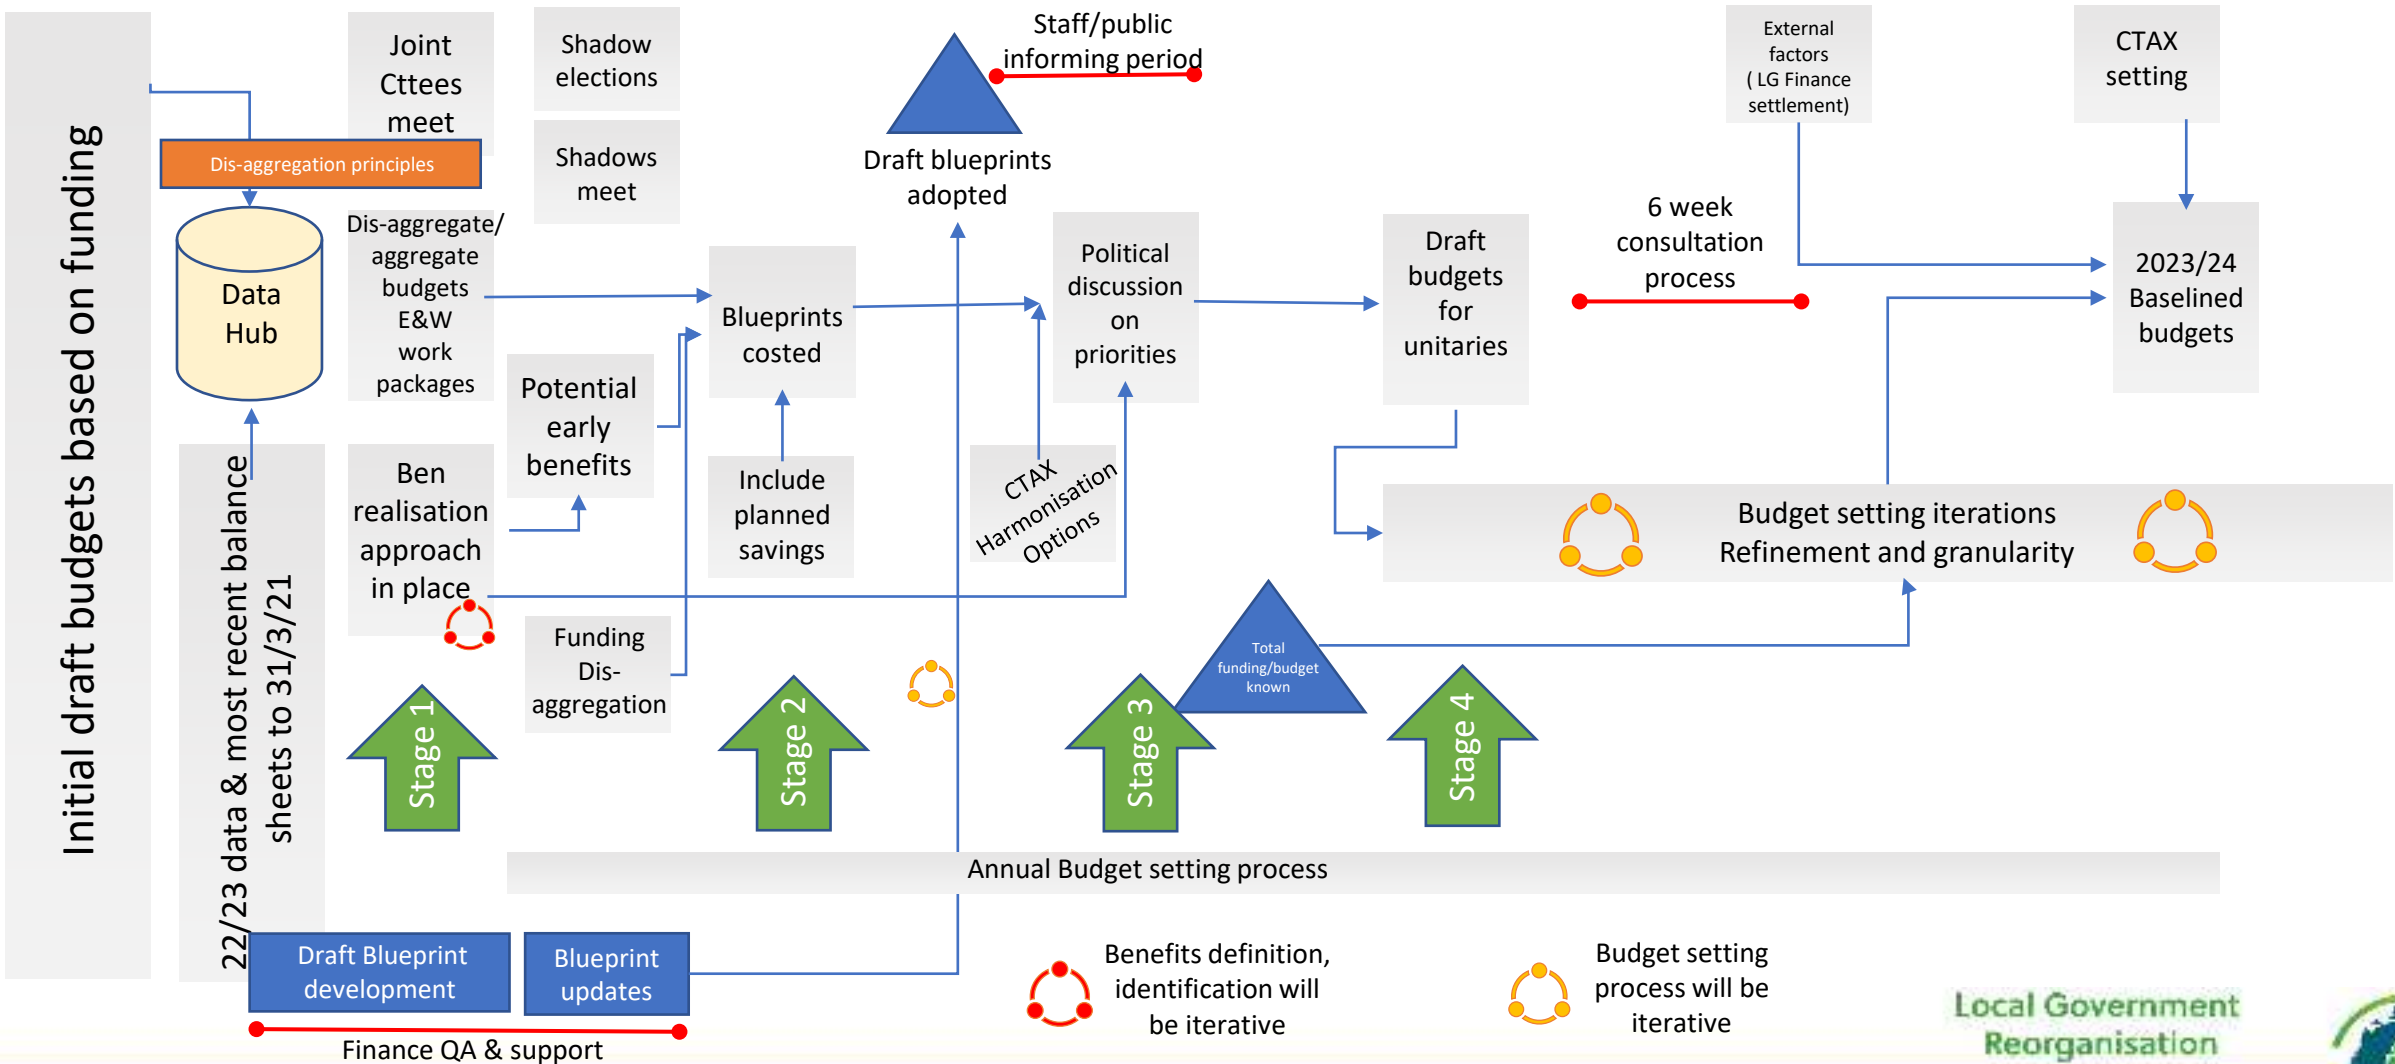 Initial draft budgets based on funding
Joint
Cttees
meet
Dis-aggregation principles
Data
Hub
22/23 data & most recent balance
sheets to 31/3/21
Dis-aggregate/
aggregate
budgets
E&W
work
packages
Ben
realisation
approach
in place
Shadow
elections
Shadows
meet
Potential
early
benefits
Funding
Dis-
aggregation
Blueprints
costed
Include
planned
savings
Staff/public
informing period
Draft blueprints
adopted
Political
discussion
on
priorities
CTAX
Harmonisation
Options
Draft
budgets
for
unitaries
6 week
consultation
process
External
factors
( LG Finance
settlement)
CTAX
setting
2023/24
Baselined
budgets
Budget setting iterations
Refinement and granularity
Total
funding/budget
known
Stage 1
Stage 2
Stage 3
Stage 4
Annual Budget setting process
Draft Blueprint
development
Blueprint
updates
Finance QA & support
Benefits definition,
identification will
be iterative
Budget setting
process will be
iterative
Local Government
Reorganisation